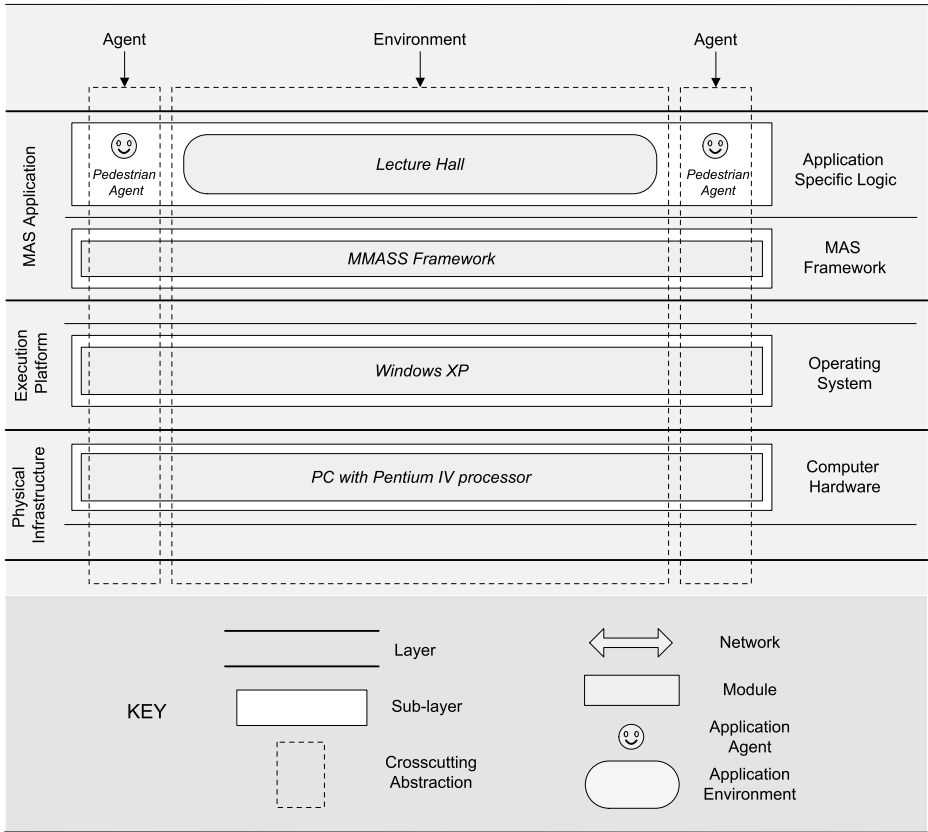 Agent
Environment
Agent
MAS Application
Pedestrian
Agent
Lecture Hall
Pedestrian
Agent
Application
Specific Logic
MMASS Framework
MAS
Framework
Execution
Platform
Windows XP
Operating
System
Physical
Infrastructure
PC with Pentium IV processor
Computer
Hardware
KEY
Layer
Sub-layer
Crosscutting
Abstraction
Network
Module
Application
Agent
Application
Environment